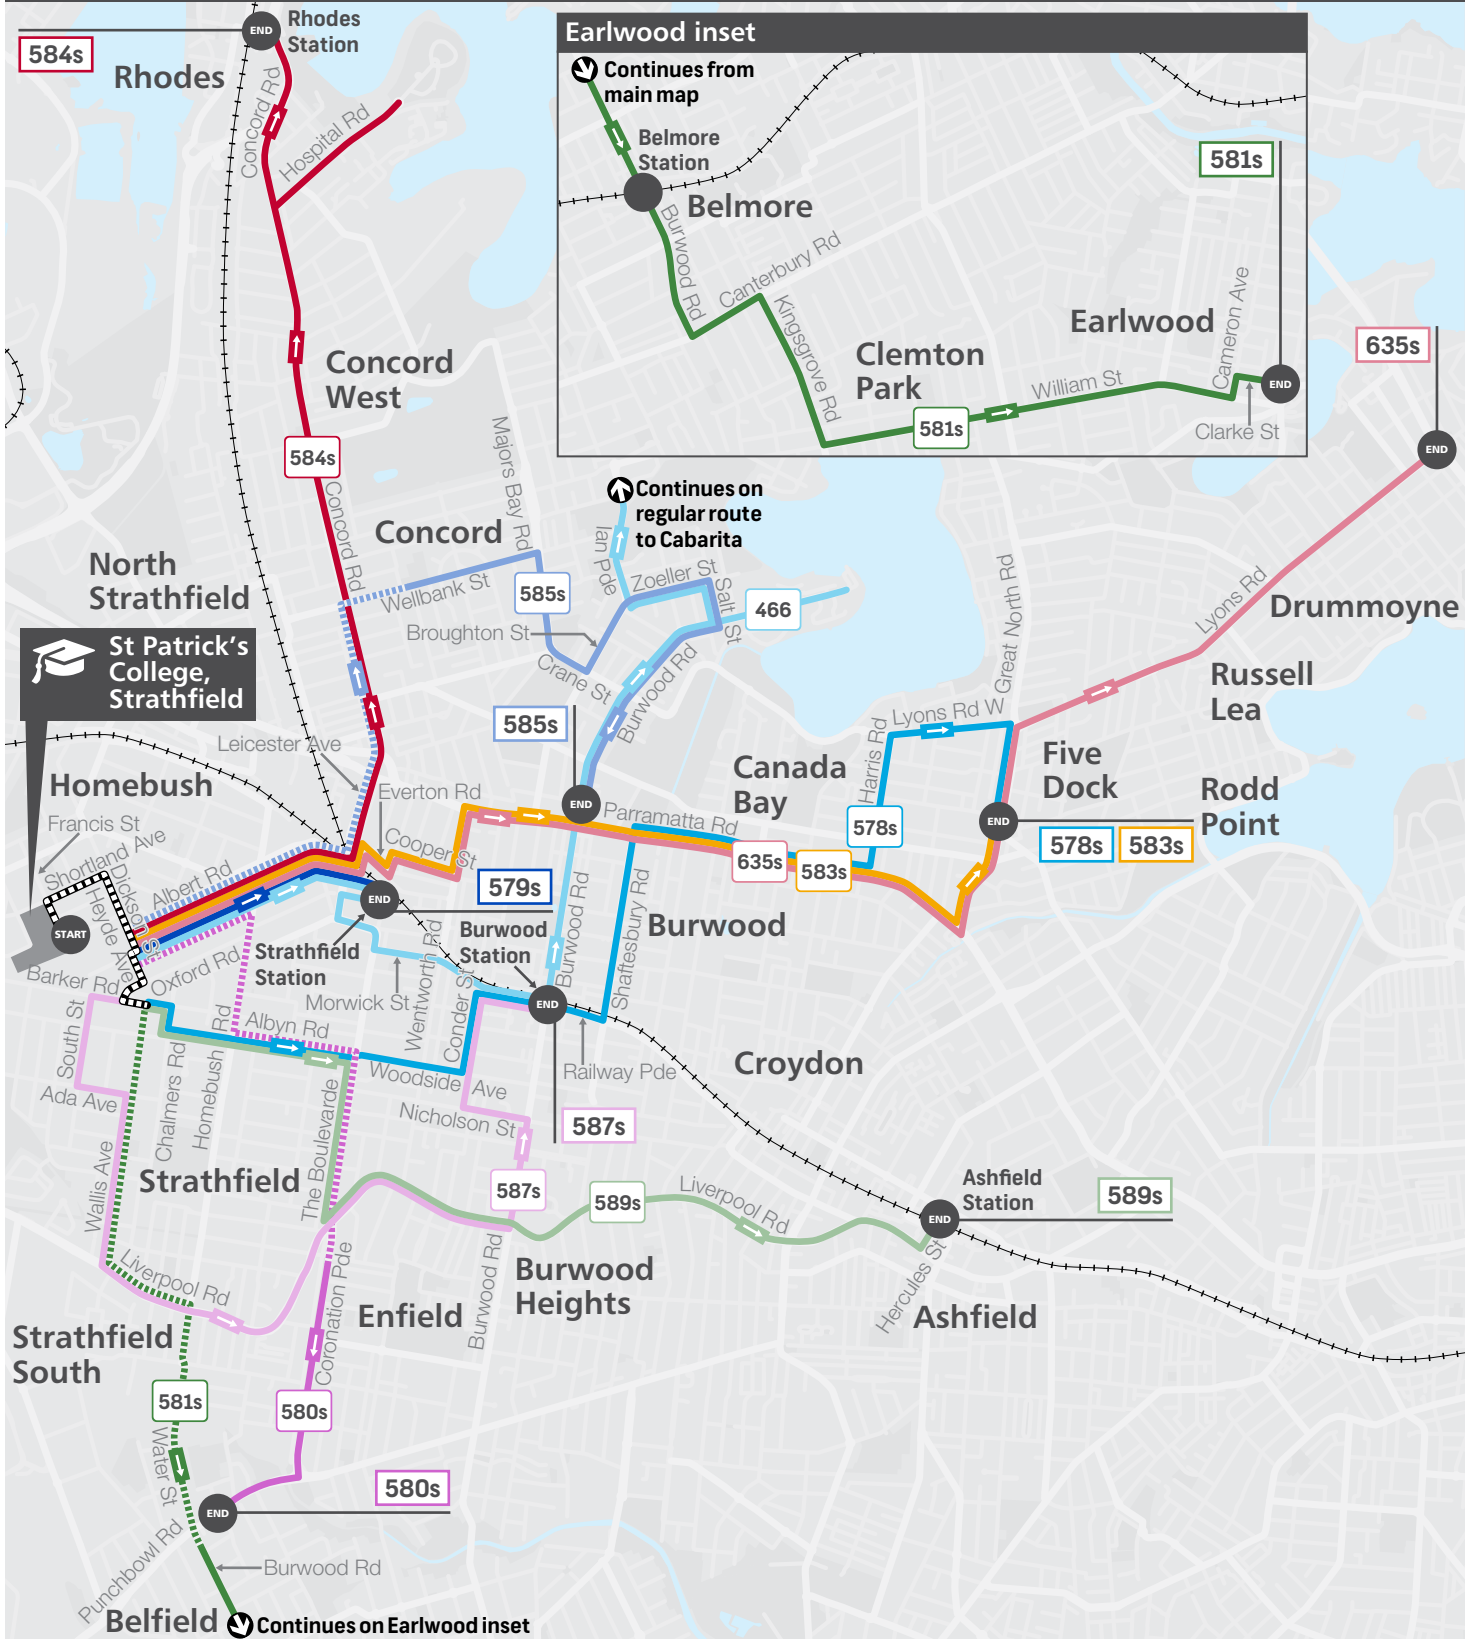 END
Rhodes
Station
584s
Rhodes
Concord Rd
Hospital Rd
Earlwood inset
Continues from
main map
Belmore
Station
Belmore
Burwood Rd
Canterbury Rd
Kingsgrove Rd
Clemton
Park
581s
William St
Earlwood
Cameron Ave
581s
END
Clarke St
635s
END
Concord
West
584s
Concord Rd
Majors Bay Rd
Concord
Continues on
regular route
to Cabarita
Ian Pde
Wellbank St
585s
Zoeller St
Salt St
466
Broughton St
Crane St
Burwood Rd
585s
North
Strathfield
St Patrick's
College,
Strathfield
Great North Rd
Lyons Rd
Drummoyne
Russell
Lea
Lyons Rd W
Harris Rd
Canada
Bay
Five
Dock
Rodd
Point
END
578s
583s
578s
Leicester Ave
Homebush
Everton Rd
END
Parramatta Rd
Cooper St
635s
583s
Francis St
Shortland Ave
Albert Rd
Dickson St
Heyde Ave
START
Barker Rd
Oxford Rd
END
579s
Strathfield
Station
Burwood
Station
Burwood Rd
Burwood
Shaftesbury Rd
Morwick St
Wentworth Rd
Conder St
END
South St
Albyn Rd
Chalmers Rd
Homebush Rd
Woodside Ave
Railway Pde
Croydon
Ada Ave
Nicholson St
587s
Wallis Ave
Strathfield
The Boulevarde
587s
589s
Liverpool Rd
Ashfield
Station
589s
END
Hercules St
Ashfield
Liverpool Rd
Burwood Rd
Burwood
Heights
Enfield
Coronation Pde
Strathfield
South
581s
580s
Water St
580s
END
Punchbowl Rd
Burwood Rd
Belfield
Continues on Earlwood inset